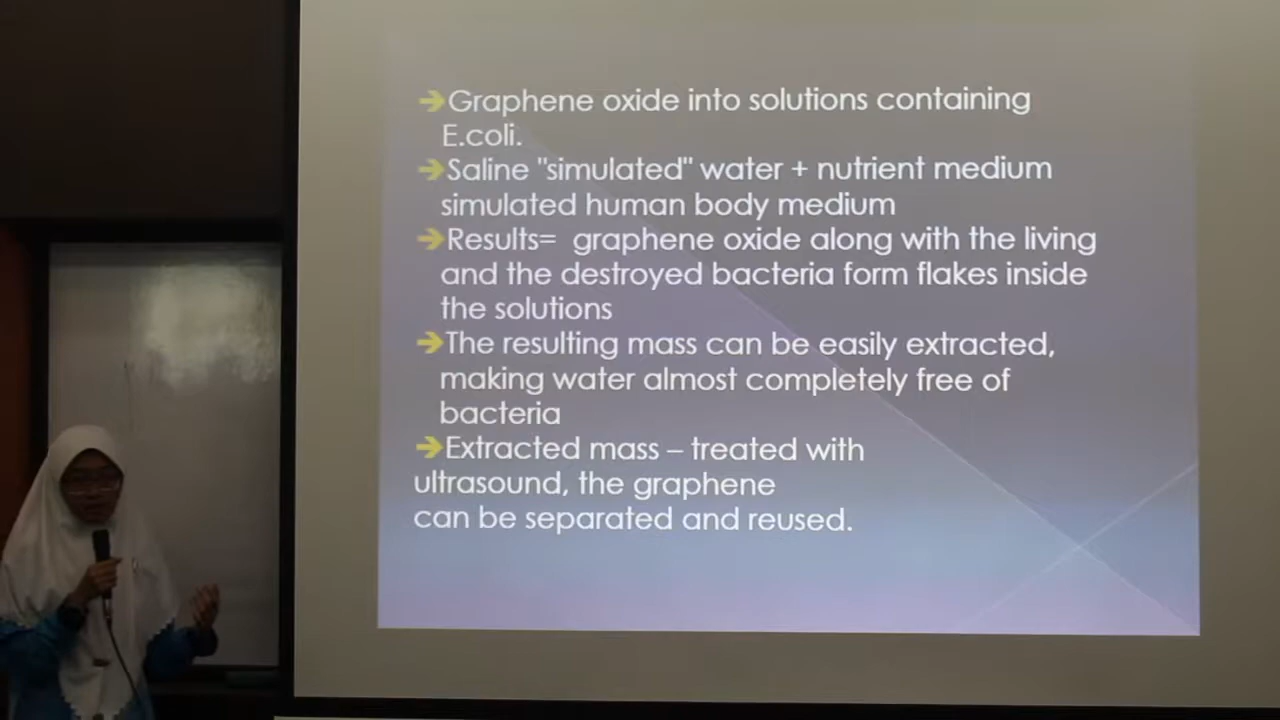 ➔Graphene oxide into solutions containing
E.coli.
➔Saline "simulated" water + nutrient medium
simulated human body medium
➔Results= graphene oxide along with the living
and the destroyed bacteria form flakes inside
the solutions
➔The resulting mass can be easily extracted,
making water almost completely free of
bacteria
➔Extracted mass – treated with
ultrasound, the graphene
can be separated and reused.